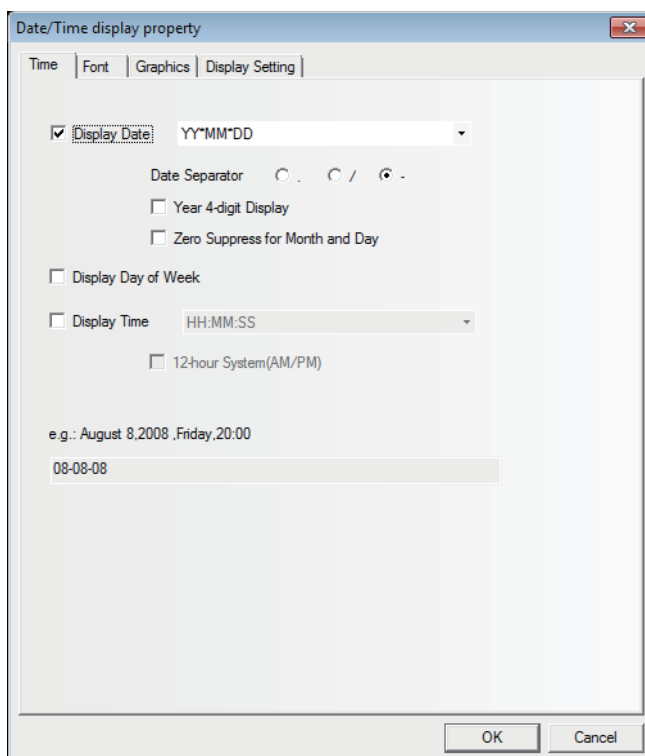 Date/Time display property
Time Font Graphics Display Setting
Display Date YY*MM*DD
Date Separator . / -
Year 4-digit Display
Zero Suppress for Month and Day
Display Day of Week
Display Time HH:MM:SS
12-hour System(AM/PM)
e.g.: August 8,2008 ,Friday,20:00
08-08-08
OK Cancel